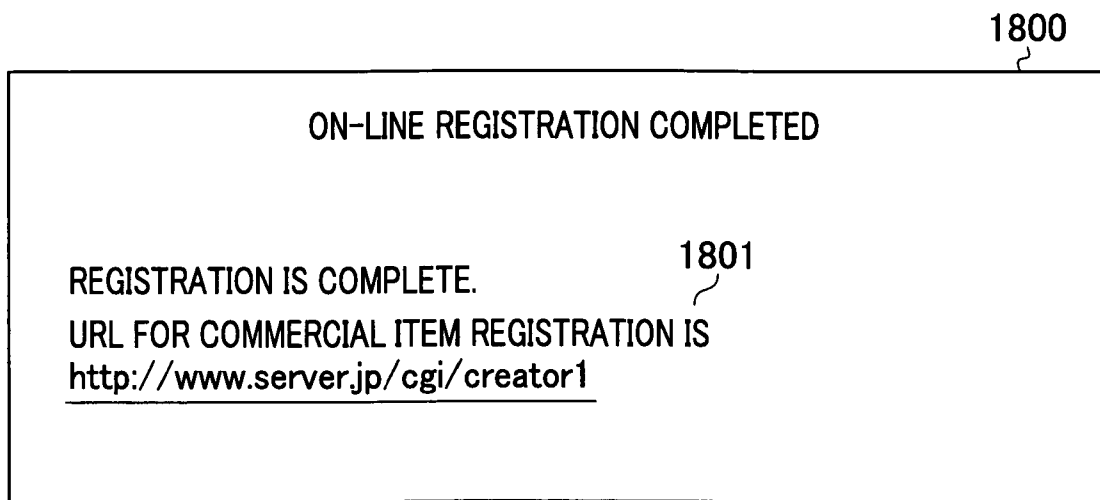 1800
ON-LINE REGISTRATION COMPLETED
1801
REGISTRATION IS COMPLETE.
URL FOR COMMERCIAL ITEM REGISTRATION IS
http://www.server.jp/cgi/creator1